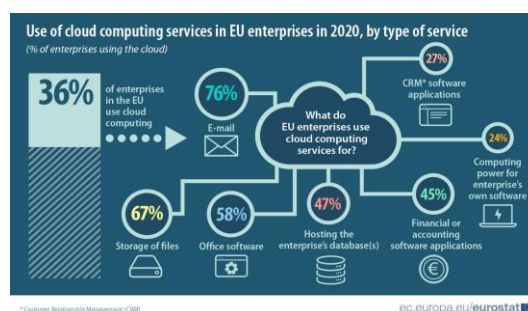 Use of cloud computing services in EU enterprises in 2020, by type of service
(% of enterprises using the cloud)
36%
of enterprises
in the EU
use cloud
computing
76%
E-mail
What do
EU enterprises use
cloud computing
services for?
27%
CRM* software
applications
24%
Computing
power for
enterprise's
own software
67%
Storage of files
58%
Office software
47%
Hosting the
enterprise's database(s)
45%
Financial or
accounting
software applications
* Customer Relationship Management (CRM)
ec.europa.eu/eurostat